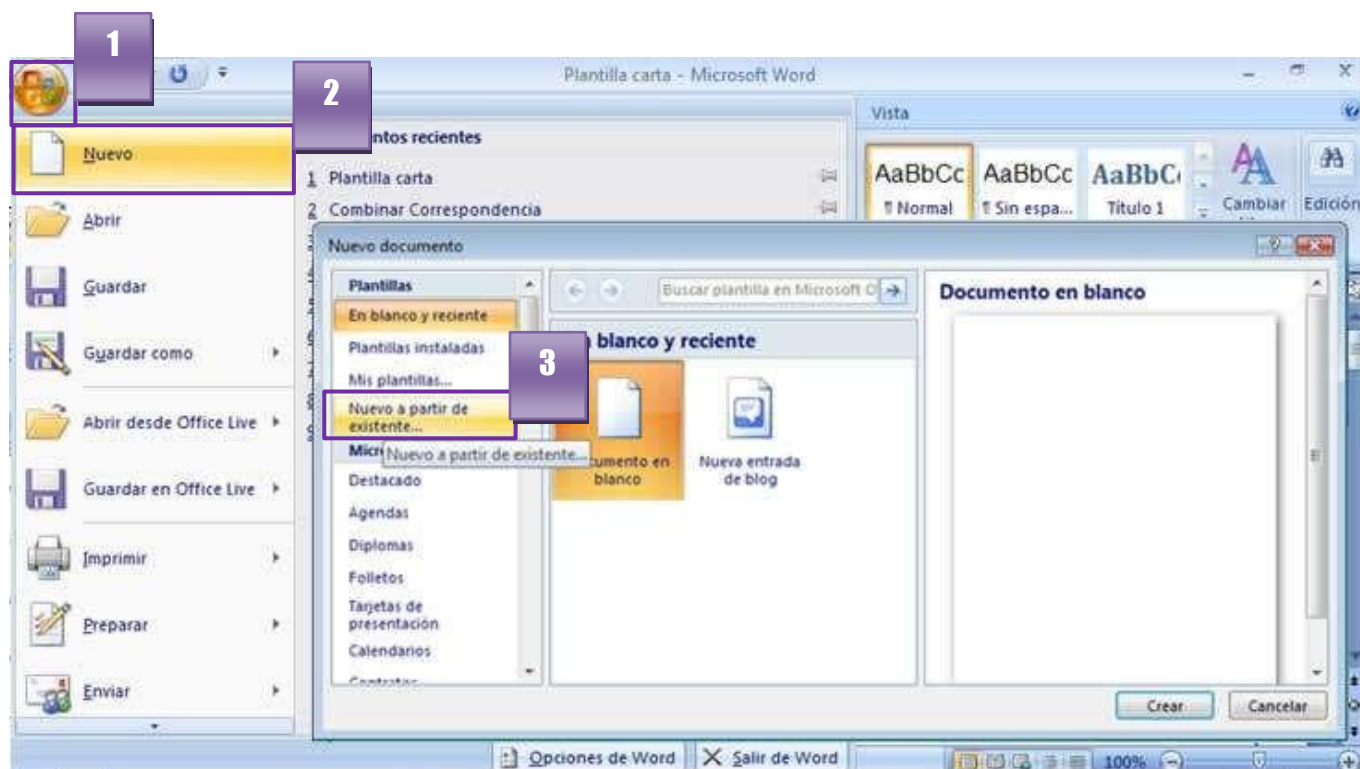 1
Plantilla carta - Microsoft Word
2
Vista
Nuevo
entos recientes
1 Plantilla carta
2 Combinar Correspondencia
AaBbCc AaBbCc AaBbC
¶ Normal ¶ Sin espa... Título 1 Cambiar Edición
Abrir
Guardar
Guardar como
Abrir desde Office Live
Guardar en Office Live
Imprimir
Preparar
Enviar
Nuevo documento
Plantillas
En blanco y reciente
Plantillas instaladas
Mis plantillas...
Nuevo a partir de
existente...
3
Nuevo a partir de existente...
Destacado
Agendas
Diplomas
Folletos
Tarjetas de
presentación
Calendarios
Buscar plantilla en Microsoft O
blanco y reciente
cumento en
blanco
Nueva entrada
de blog
Documento en blanco
Crear Cancelar
Opciones de Word Salir de Word
100%